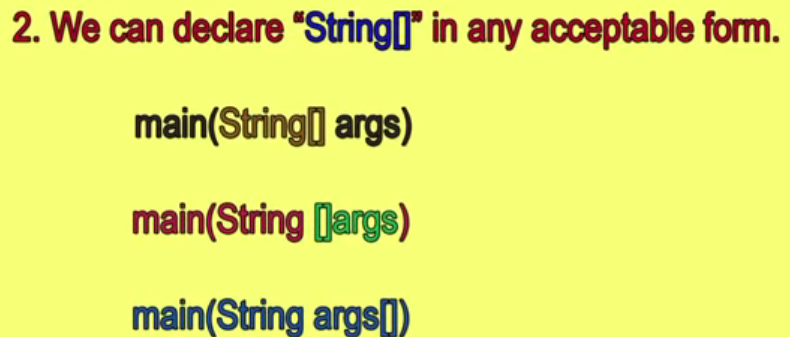 2. We can declare “String[]” in any acceptable form.
main(String[] args)
main(String []args)
main(String args[])